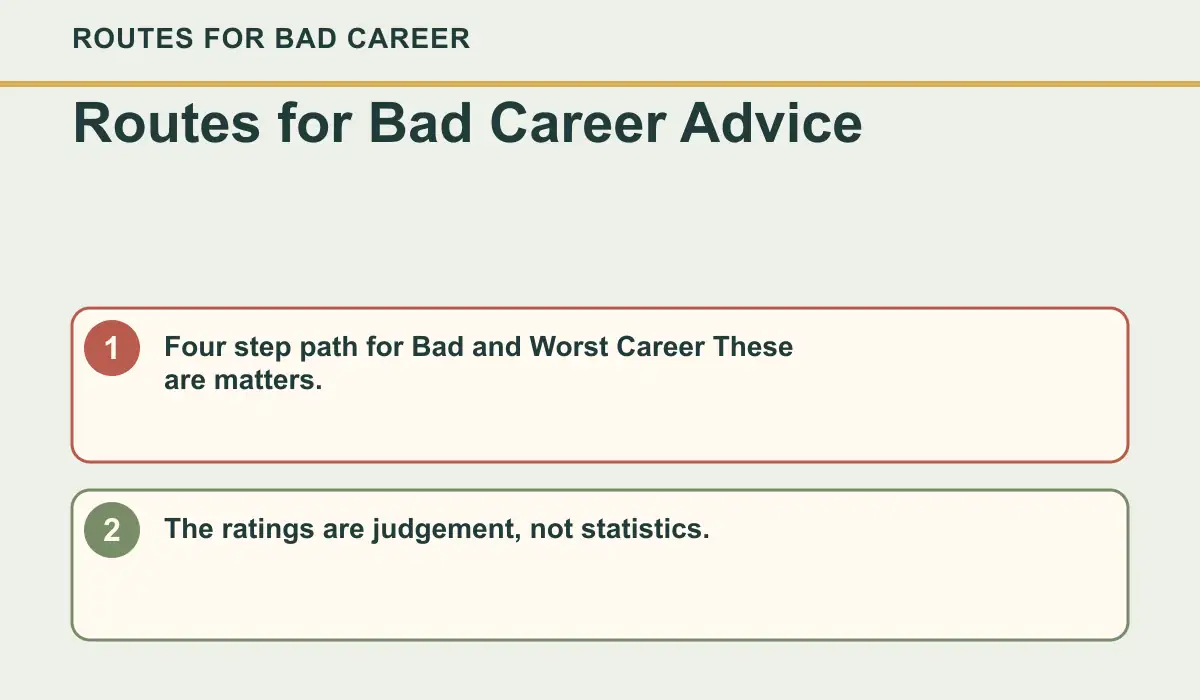 ROUTES FOR BAD CAREER
Routes for Bad Career Advice
1
Four step path for Bad and Worst Career These
are matters.
2
The ratings are judgement, not statistics.